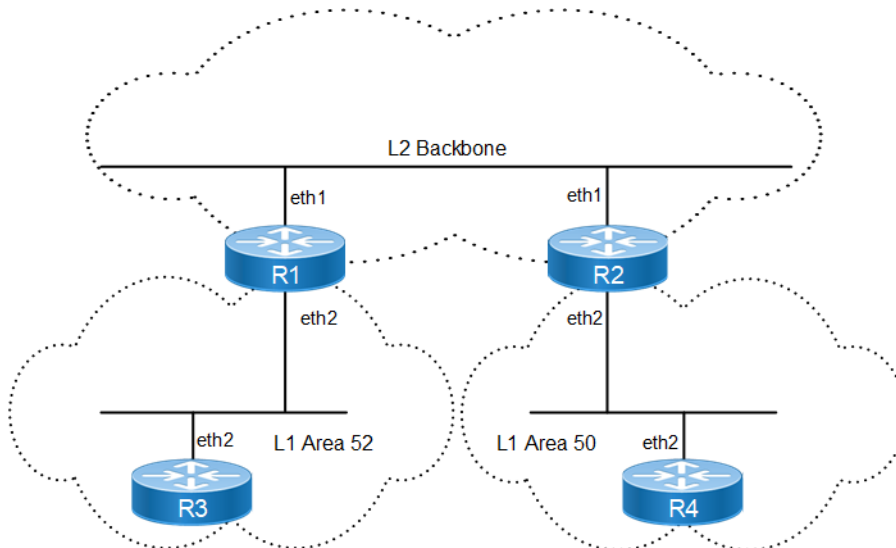 L2 Backbone
eth1
eth1
R1
R2
eth2
eth2
eth2
L1 Area 52
L1 Area 50
eth2
R3
R4